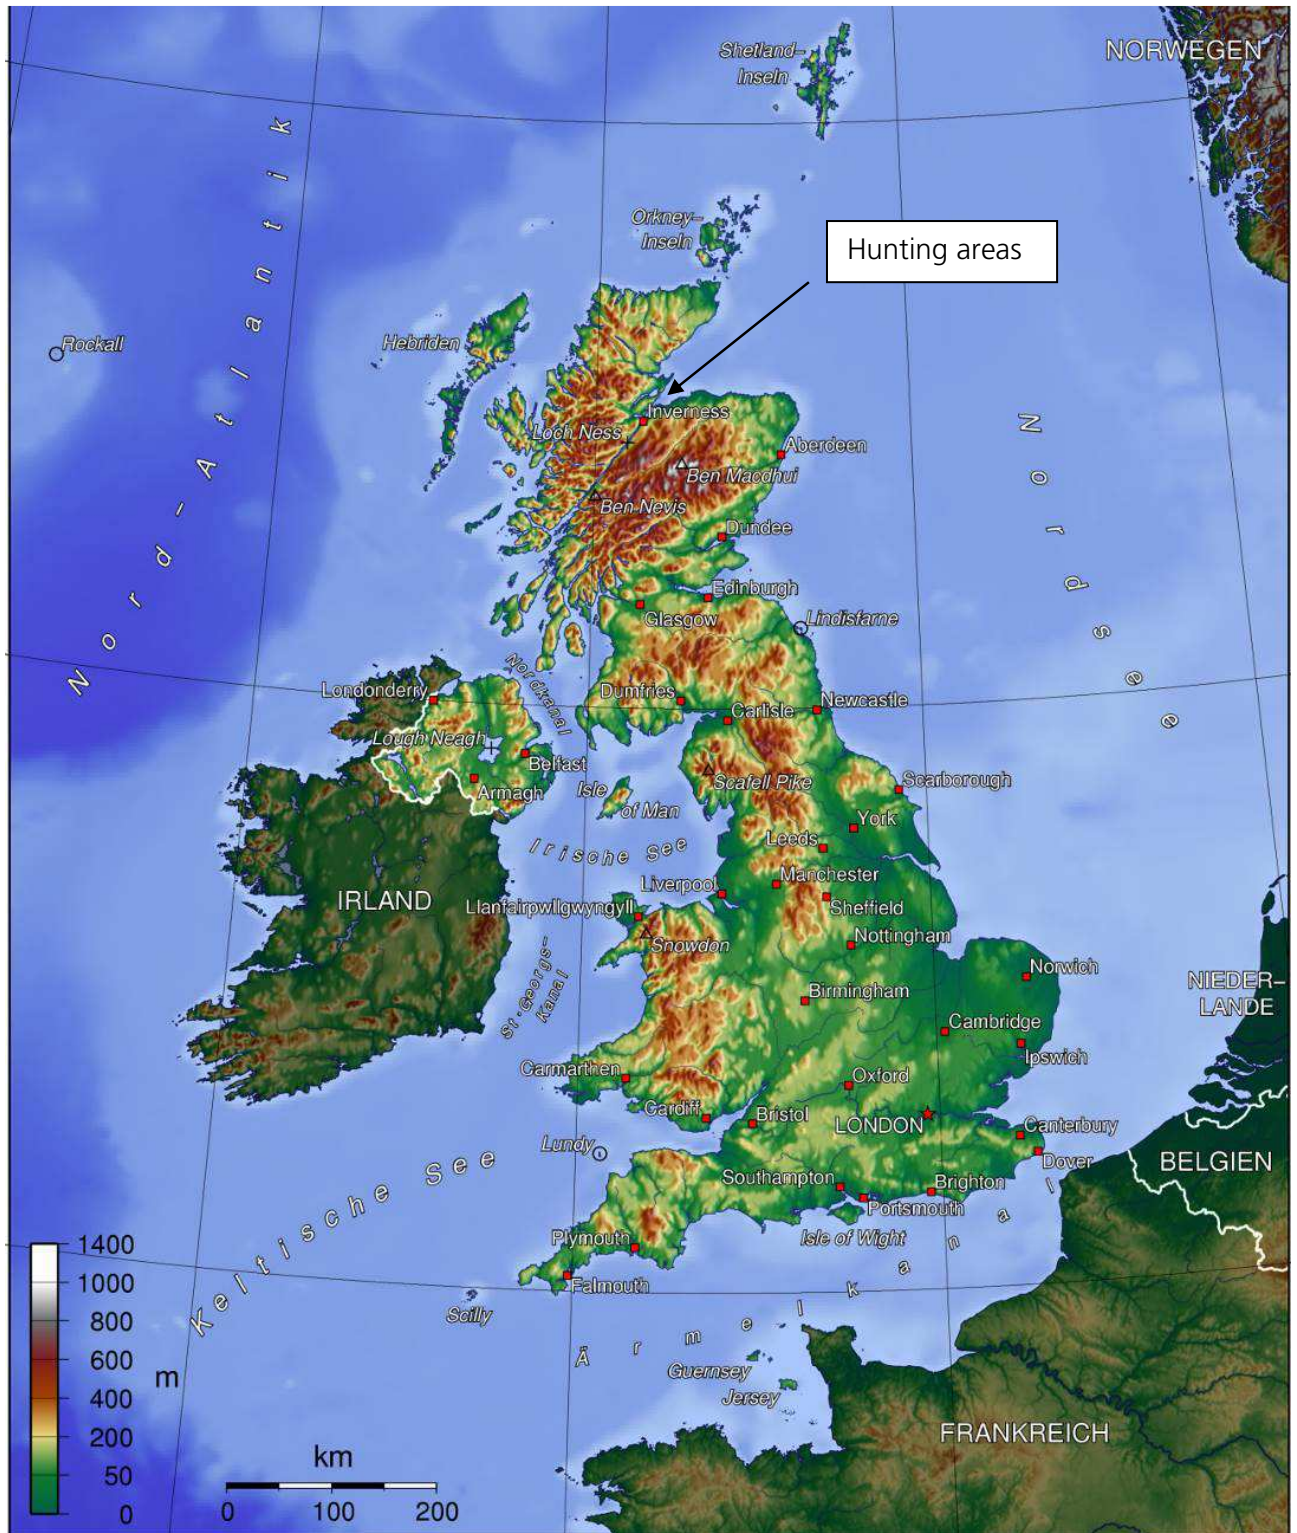 Shetland–
Inseln
NORWEGEN
Orkney–
Inseln
Hunting areas
Nord–Atlantik
Rockall
Hebriden
Inverness
Loch Ness
Aberdeen
Ben Macdhui
Ben Nevis
Dundee
Nordsee
Edinburgh
Glasgow
Lindisfarne
Nordkanal
Londonderry
Dumfries
Carlisle
Newcastle
Lough Neagh
Belfast
Armagh
Isle
of Man
Scafell Pike
Scarborough
York
Leeds
Irische See
Manchester
Liverpool
Sheffield
IRLAND
Llanfairpwllgwyngyll
Snowdon
Nottingham
Norwich
St.-Georgs–
Kanal
NIEDER–
LANDE
Birmingham
Cambridge
Ipswich
Carmarthen
Oxford
Cardiff
Bristol
LONDON
Canterbury
Dover
Lundy
BELGIEN
Keltische See
Southampton
Brighton
Portsmouth
Isle of Wight
Plymouth
Falmouth
Scilly
Ärmelkanal
Guernsey
Jersey
FRANKREICH
1400
1000
800
600
400
200
50
0
m
km
0 100 200